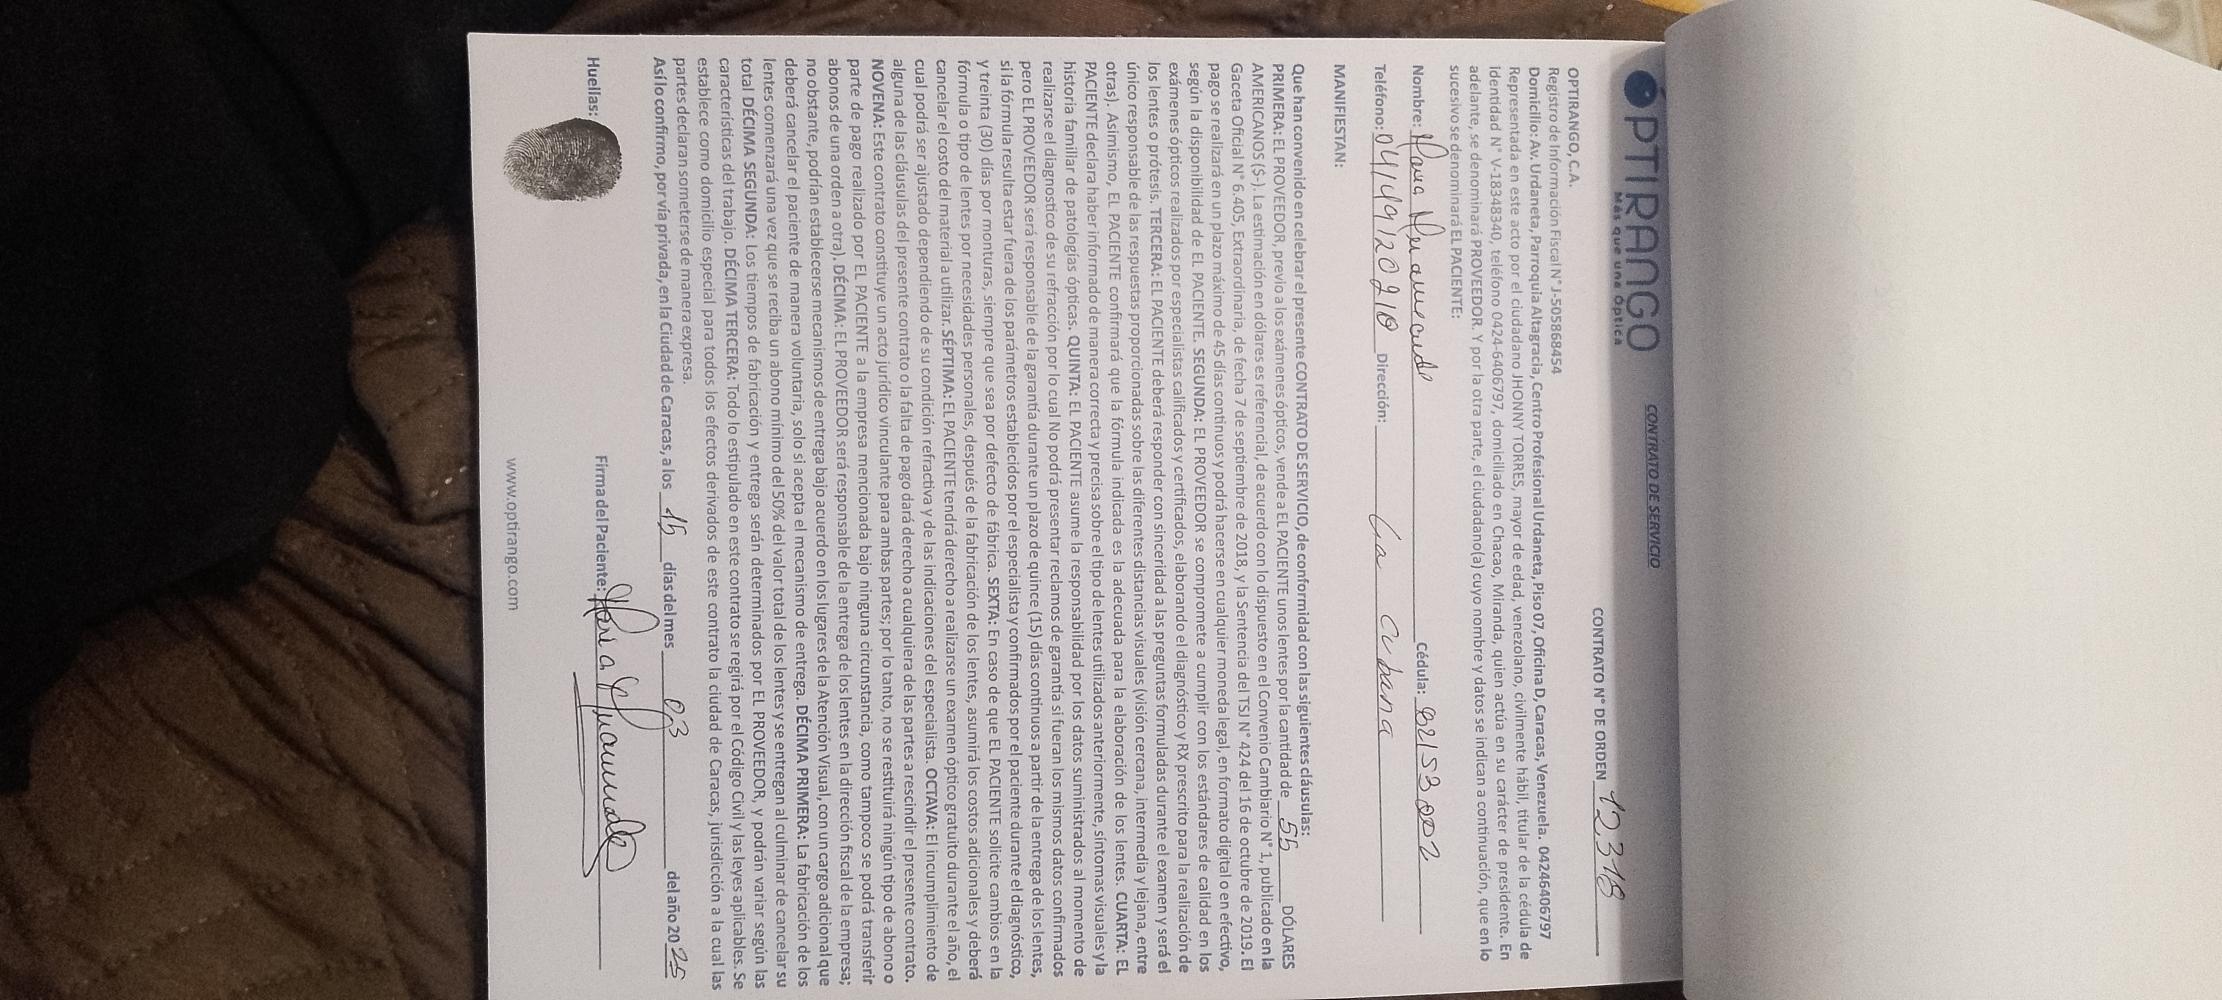 OPTIRANGO
Más que una Óptica
CONTRATO DE SERVICIO
CONTRATO N° DE ORDEN 12.318
OPTIRANGO, C.A.
Registro de Información Fiscal N° J-505868454
Domicilio: Av. Urdaneta, Parroquia Altagracia, Centro Profesional Urdaneta, Piso 07, Oficina D, Caracas, Venezuela. 04246406797
Representada en este acto por el ciudadano JHONNY TORRES, mayor de edad, venezolano, civilmente hábil, titular de la cédula de
Identidad N° V-18348340, teléfono 0424-6406797, domiciliado en Chacao, Miranda, quien actúa en su carácter de presidente. En
adelante, se denominará PROVEEDOR. Y por la otra parte, el ciudadano(a) cuyo nombre y datos se indican a continuación, que en lo
sucesivo se denominará EL PACIENTE:
Nombre: Cédula:
Teléfono: 04149120210 Dirección: La cubana
MANIFIESTAN:
Que han convenido en celebrar el presente CONTRATO DE SERVICIO, de conformidad con las siguientes cláusulas:
PRIMERA: EL PROVEEDOR, previo a los exámenes ópticos, vende a EL PACIENTE unos lentes por la cantidad de 55 DÓLARES
AMERICANOS ($-). La estimación en dólares es referencial, de acuerdo con lo dispuesto en el Convenio Cambiario N° 1, publicado en la
Gaceta Oficial N° 6.405, Extraordinaria, de fecha 7 de septiembre de 2018, y la Sentencia del TSJ N° 424 del 16 de octubre de 2019. El
pago se realizará en un plazo máximo de 45 días continuos y podrá hacerse en cualquier moneda legal, en formato digital o en efectivo,
según la disponibilidad de EL PACIENTE. SEGUNDA: EL PROVEEDOR se compromete a cumplir con los estándares de calidad en los
exámenes ópticos realizados por especialistas calificados y certificados, elaborando el diagnóstico y RX prescrito para la realización de
los lentes o prótesis. TERCERA: EL PACIENTE deberá responder con sinceridad a las preguntas formuladas durante el examen y será el
único responsable de las respuestas proporcionadas sobre las diferentes distancias visuales (visión cercana, intermedia y lejana, entre
otras). Asimismo, EL PACIENTE confirmará que la fórmula indicada es la adecuada para la elaboración de los lentes. CUARTA: EL
PACIENTE declara haber informado de manera correcta y precisa sobre el tipo de lentes utilizados anteriormente, síntomas visuales y la
historia familiar de patologías ópticas. QUINTA: EL PACIENTE asume la responsabilidad por los datos suministrados al momento de
realizarse el diagnostico de su refracción por lo cual No podrá presentar reclamos de garantía si fueran los mismos datos confirmados
pero EL PROVEEDOR será responsable de la garantía durante un plazo de quince (15) días continuos a partir de la entrega de los lentes,
si la fórmula resulta estar fuera de los parámetros establecidos por el especialista y confirmados por el paciente durante el diagnóstico,
y treinta (30) días por monturas, siempre que sea por defecto de fábrica. SEXTA: En caso de que EL PACIENTE solicite cambios en la
fórmula o tipo de lentes por necesidades personales, después de la fabricación de los lentes, asumirá los costos adicionales y deberá
cancelar el costo del material a utilizar. SÉPTIMA: EL PACIENTE tendrá derecho a realizarse un examen óptico gratuito durante el año, el
cual podrá ser ajustado dependiendo de su condición refractiva y de las indicaciones del especialista. OCTAVA: El incumplimiento de
alguna de las cláusulas del presente contrato o la falta de pago dará derecho a cualquiera de las partes a rescindir el presente contrato.
NOVENA: Este contrato constituye un acto jurídico vinculante para ambas partes; por lo tanto, no se restituirá ningún tipo de abono o
parte de pago realizado por EL PACIENTE a la empresa mencionada bajo ninguna circunstancia, como tampoco se podrá transferir
abonos de una orden a otra). DÉCIMA: EL PROVEEDOR será responsable de la entrega de los lentes en la dirección fiscal de la empresa;
no obstante, podrían establecerse mecanismos de entrega bajo acuerdo en los lugares de la Atención Visual, con un cargo adicional que
deberá cancelar el paciente de manera voluntaria, solo si acepta el mecanismo de entrega. DÉCIMA PRIMERA: La fabricación de los
lentes comenzará una vez que se reciba un abono mínimo del 50% del valor total de los lentes y se entregan al culminar de cancelar su
total DÉCIMA SEGUNDA: Los tiempos de fabricación y entrega serán determinados por EL PROVEEDOR, y podrán variar según las
características del trabajo. DÉCIMA TERCERA: Todo lo estipulado en este contrato se regirá por el Código Civil y las leyes aplicables. Se
establece como domicilio especial para todos los efectos derivados de este contrato la ciudad de Caracas, jurisdicción a la cual las
partes declaran someterse de manera expresa.
Así lo confirmo, por vía privada, en la Ciudad de Caracas, a los 15 días del mes 03 del año 2025
Huellas: Firma del Paciente:
www.optirango.com